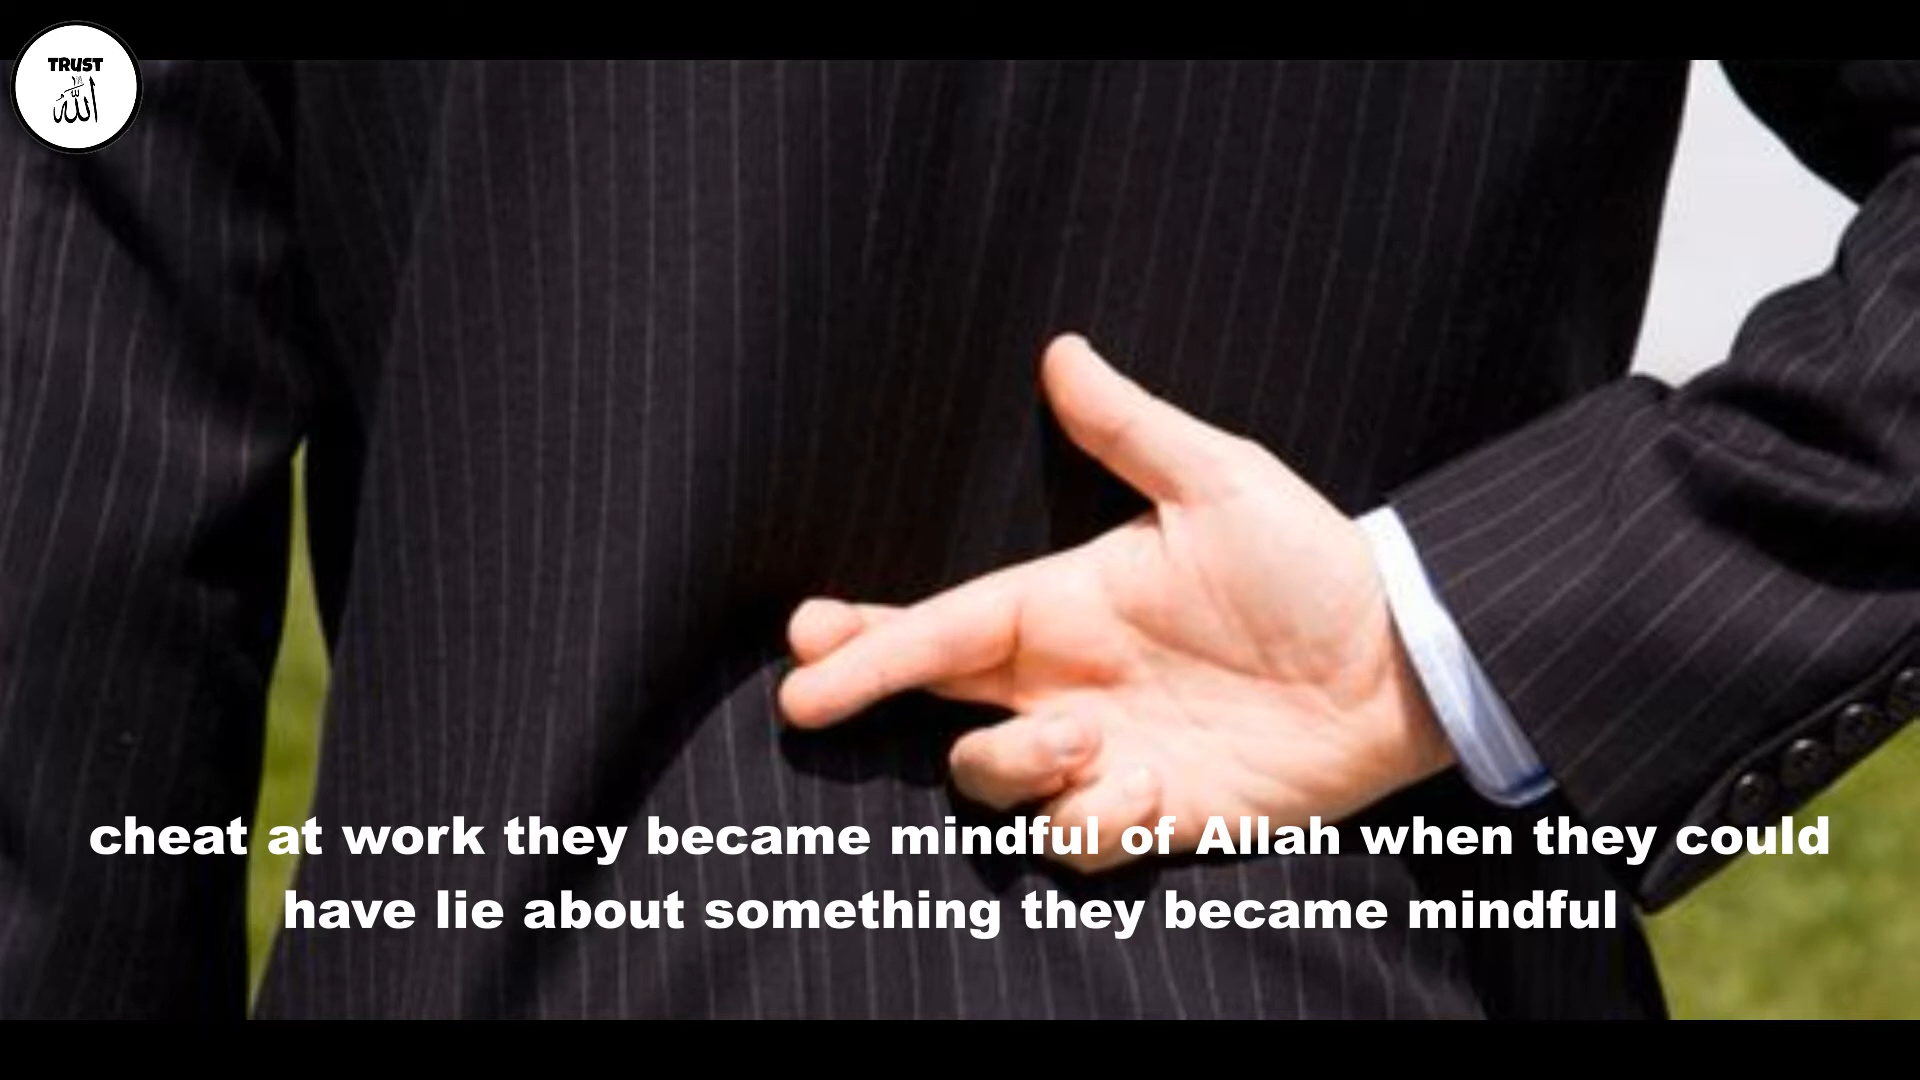 TRUST
الله
cheat at work they became mindful of Allah when they could
have lie about something they became mindful